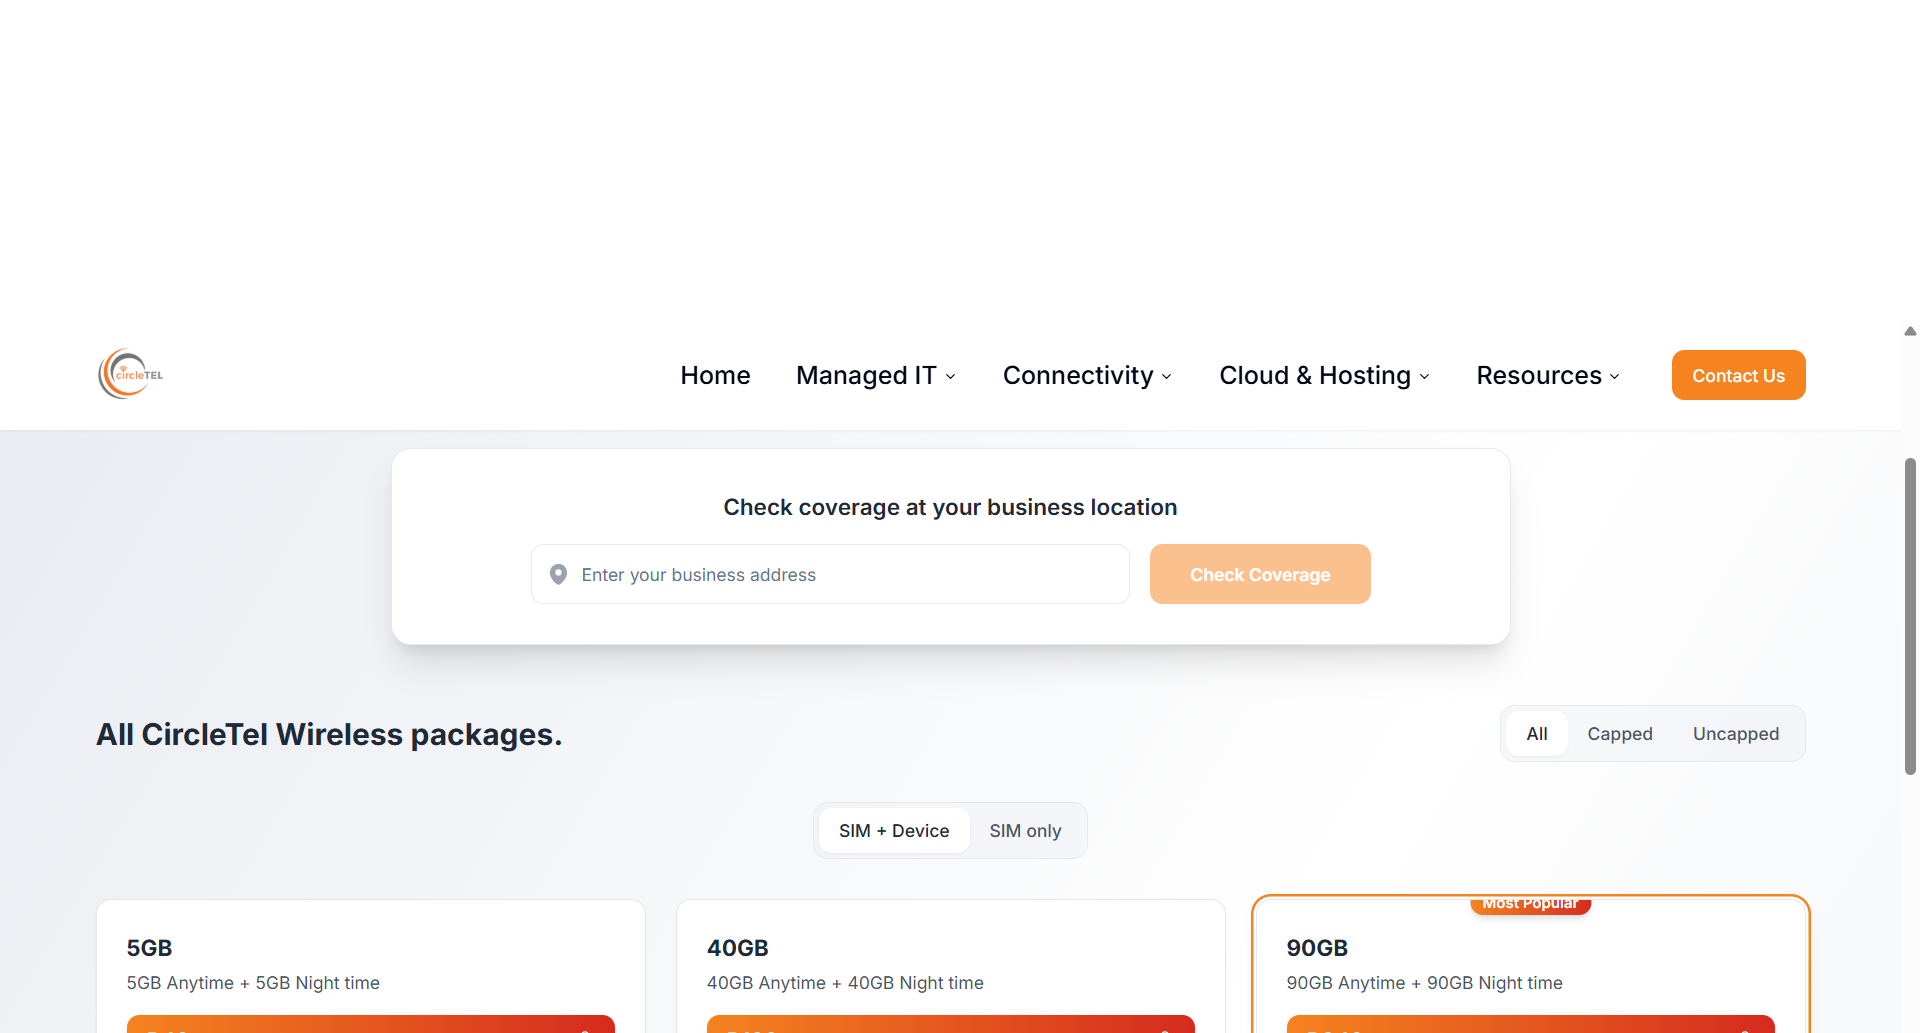 circleTEL
Home
Managed IT
Connectivity
Cloud & Hosting
Resources
Contact Us
Check coverage at your business location
Enter your business address
Check Coverage
All CircleTel Wireless packages.
All
Capped
Uncapped
SIM + Device
SIM only
5GB
5GB Anytime + 5GB Night time
40GB
40GB Anytime + 40GB Night time
Most Popular
90GB
90GB Anytime + 90GB Night time